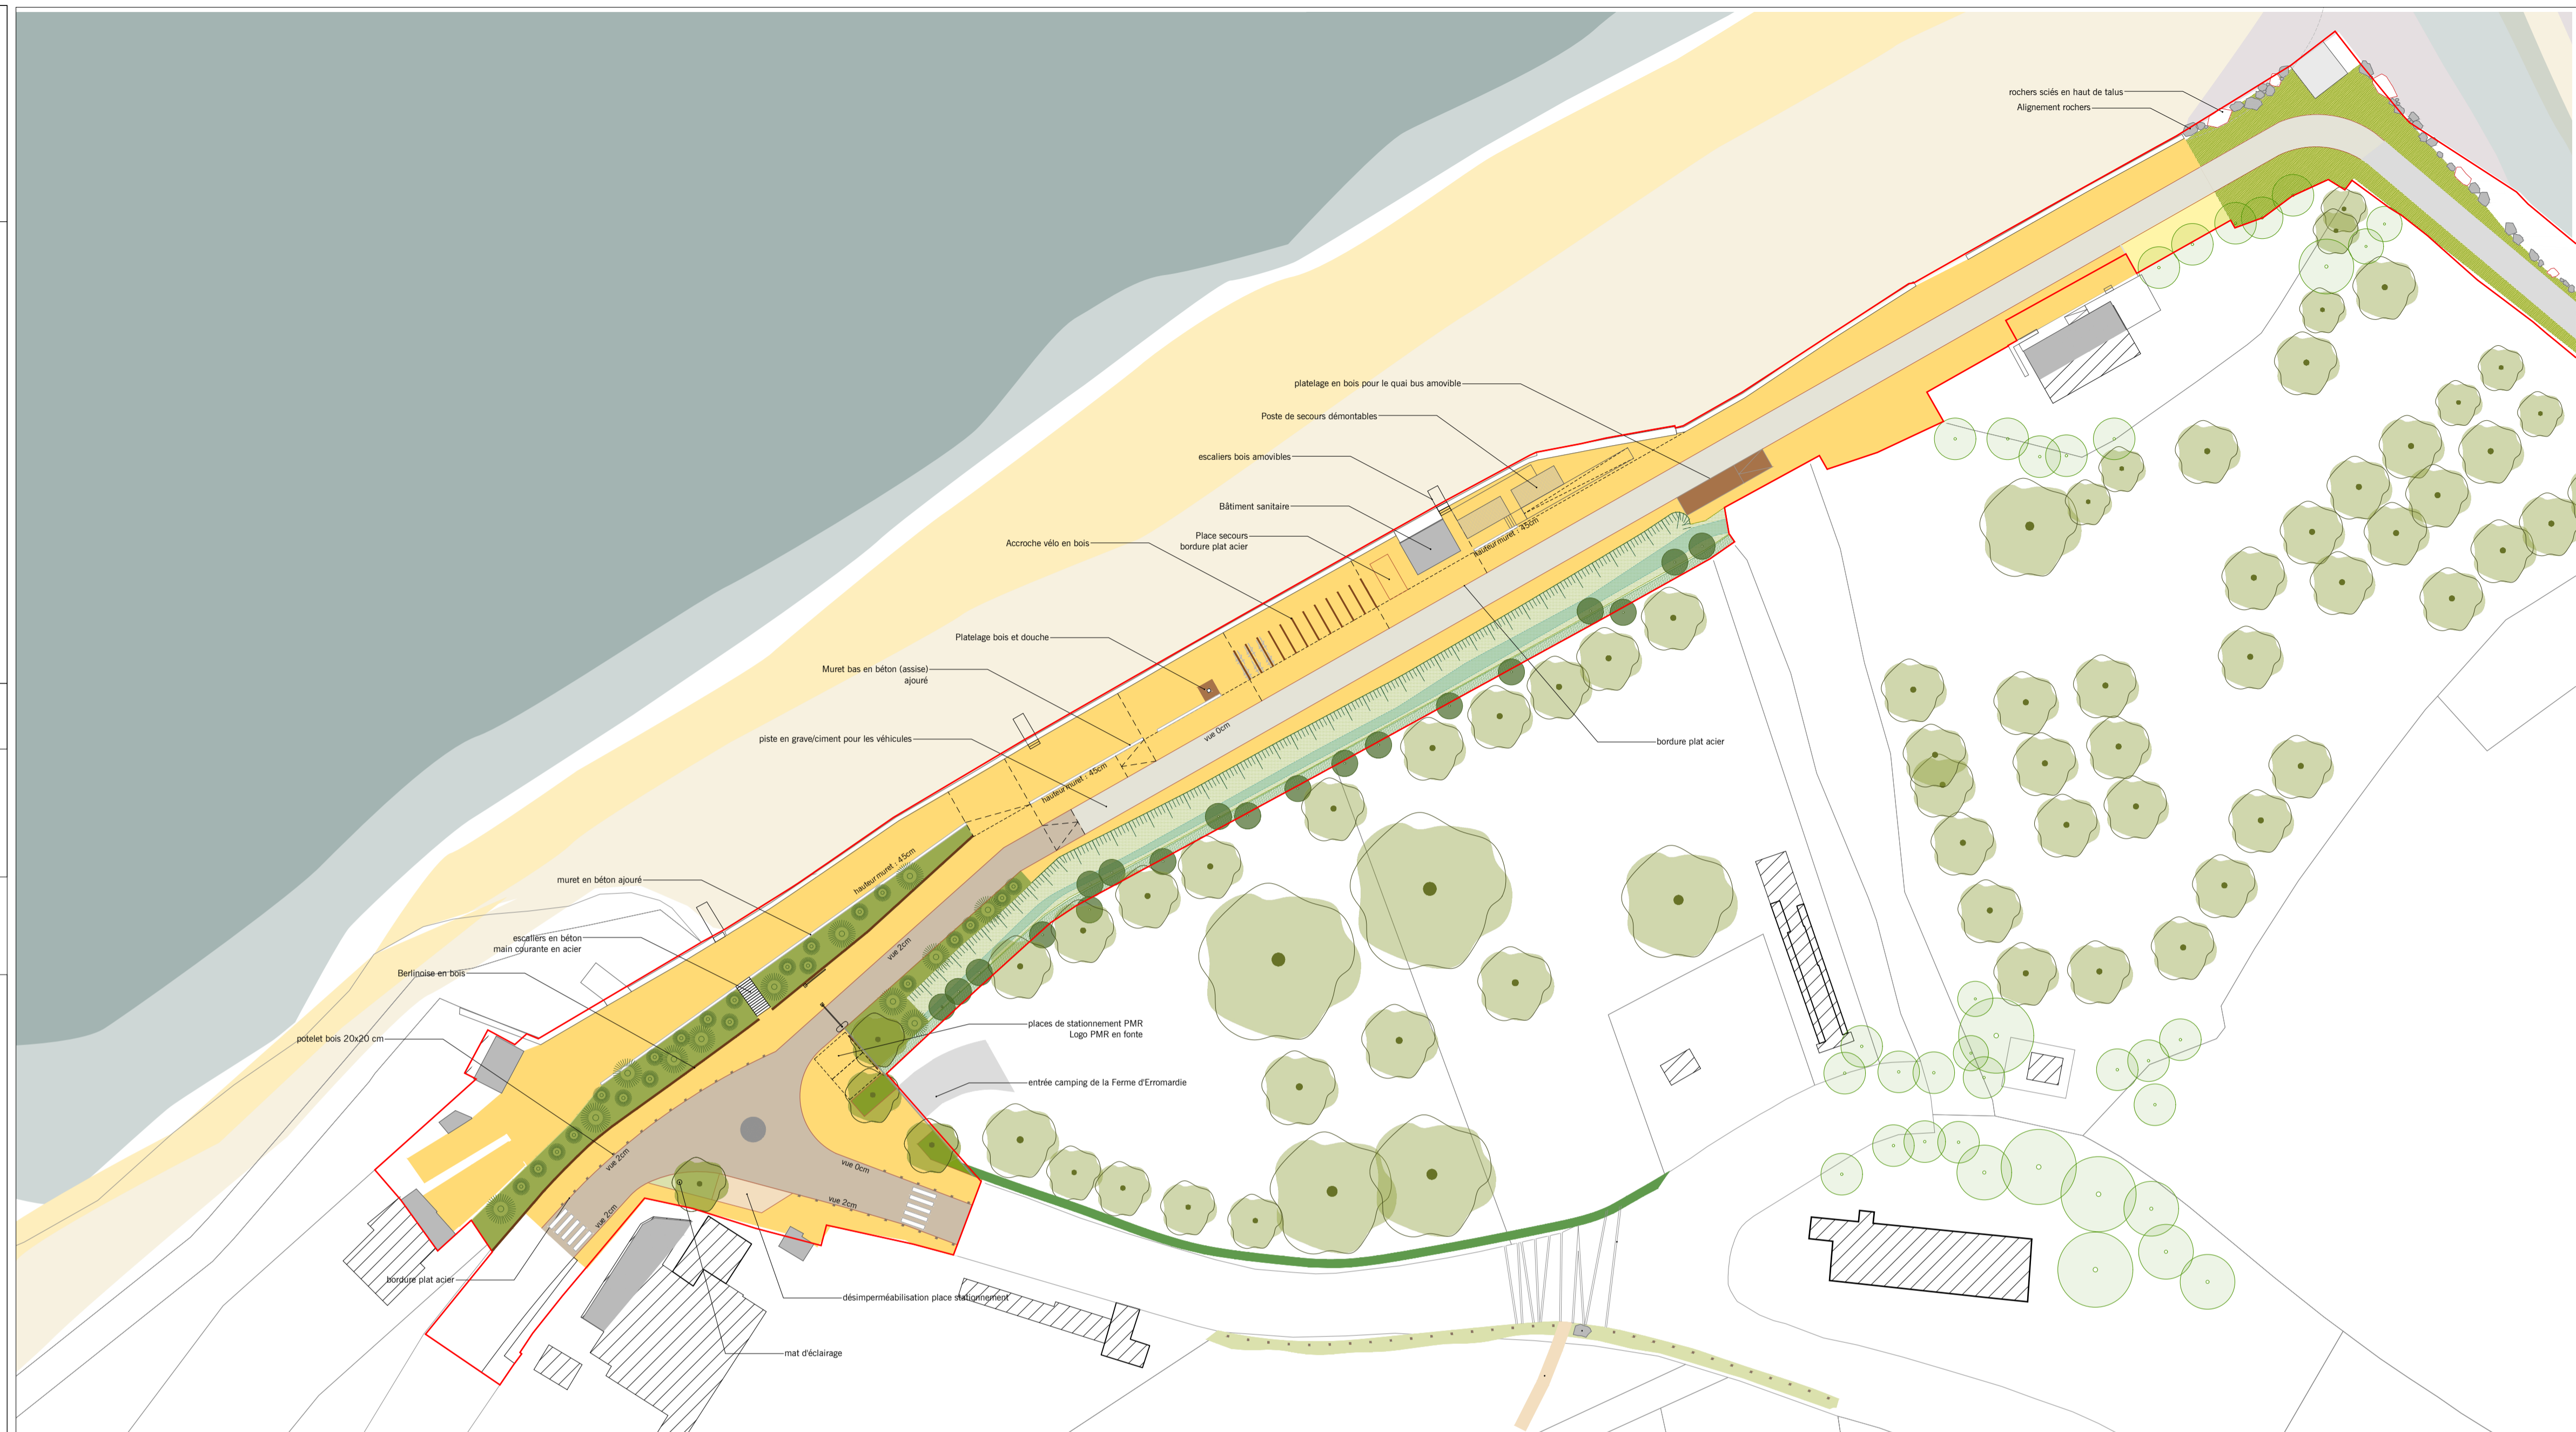 rochers sciés en haut de talus
Alignement rochers
platelage en bois pour le quai bus amovible
Poste de secours démontables
escaliers bois amovibles
Bâtiment sanitaire
Place secours
bordure plat acier
hauteur muret : 45cm
Accroche vélo en bois
Platelage bois et douche
Muret bas en béton (assise)
ajouré
vue 0cm
piste en grave/ciment pour les véhicules
bordure plat acier
hauteur muret : 45cm
hauteur muret : 45cm
muret en béton ajouré
escaliers en béton
main courante en acier
vue 2cm
Berlinoise en bois
places de stationnement PMR
Logo PMR en fonte
potelet bois 20x20 cm
entrée camping de la Ferme d'Erromardie
vue 2cm
vue 0cm
vue 2cm
vue 2cm
bordure plat acier
désimperméabilisation place stationnement
mat d'éclairage